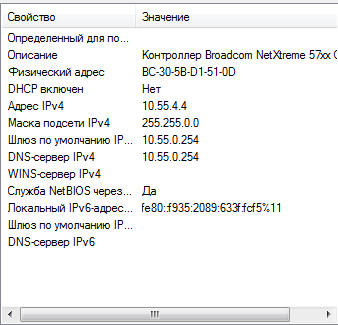 Свойство Значение
Определенный для по...
Описание Контроллер Broadcom NetXtreme 57xx
Физический адрес BC-30-5B-D1-51-0D
DHCP включен Нет
Адрес IPv4 10.55.4.4
Маска подсети IPv4 255.255.0.0
Шлюз по умолчанию IP... 10.55.0.254
DNS-сервер IPv4 10.55.0.254
WINS-сервер IPv4
Служба NetBIOS через... Да
Локальный IPv6-адрес... fe80::f935:2089:633f:fcf5%11
Шлюз по умолчанию IP...
DNS-сервер IPv6